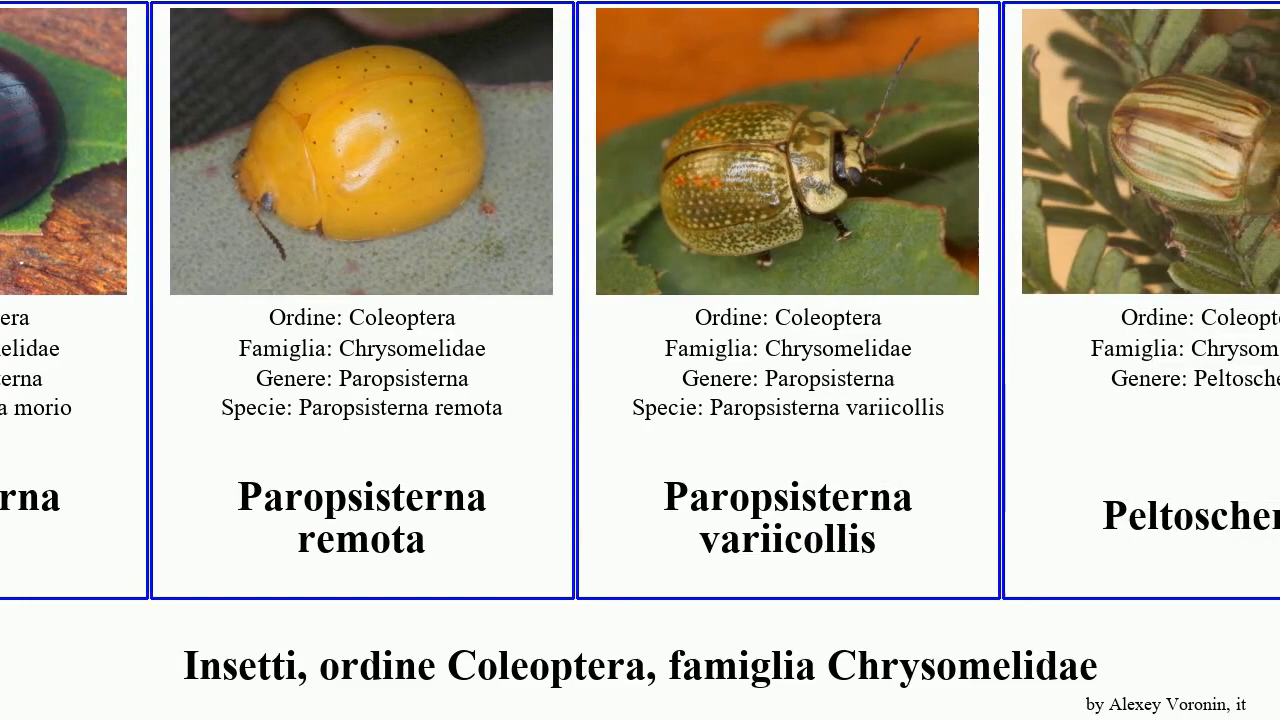 era
elidae
terna
a morio
rna
Ordine: Coleoptera
Famiglia: Chrysomelidae
Genere: Paropsisterna
Specie: Paropsisterna remota
Paropsisterna
remota
Ordine: Coleoptera
Famiglia: Chrysomelidae
Genere: Paropsisterna
Specie: Paropsisterna variicollis
Paropsisterna
variicollis
Ordine: Coleopt
Famiglia: Chrysom
Genere: Peltosche
Peltoscher
Insetti, ordine Coleoptera, famiglia Chrysomelidae
by Alexey Voronin, it